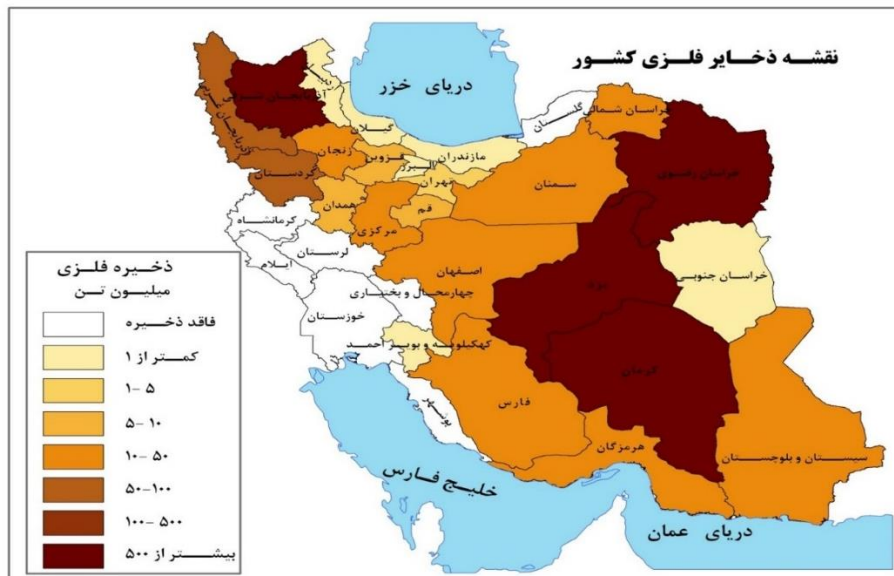 نقشه ذخایر فلزی کشور
دریای خزر
آذربایجان شرقی
آذربایجان غربی
گیلان
گلستان
خراسان شمالی
مازندران
زنجان
قزوین
البرز
تهران
خراسان رضوی
کردستان
سمنان
همدان
قم
کرمانشاه
مرکزی
لرستان
ایلام
اصفهان
خراسان جنوبی
یزد
چهارمحال و بختیاری
خوزستان
کهکیلویه و بویر احمد
کرمان
فارس
بوشهر
هرمزگان
سیستان و بلوچستان
خلیج فارس
دریای عمان
ذخیره فلزی
میلیون تن
فاقد ذخیره
کمتر از ۱
۱-۵
۵-۱۰
۱۰-۵۰
۵۰-۱۰۰
۱۰۰-۵۰۰
بیشتر از ۵۰۰